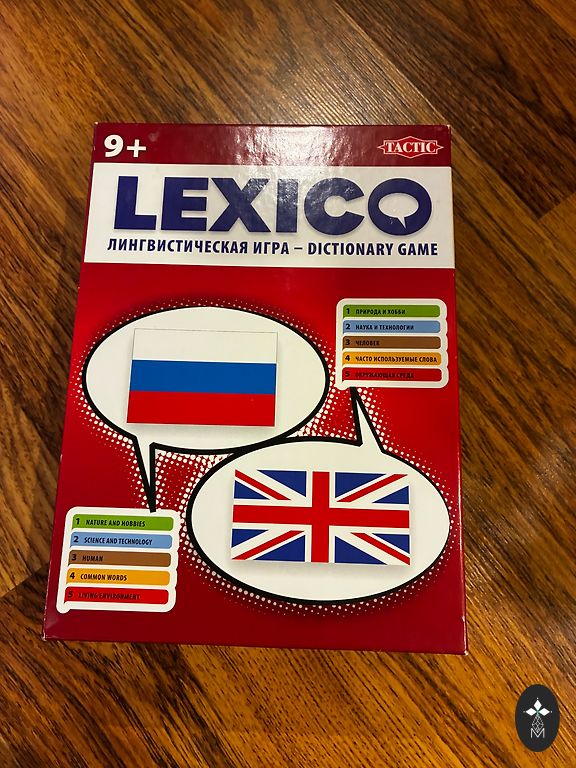 9+
TACTIC
LEXICO
ЛИНГВИСТИЧЕСКАЯ ИГРА – DICTIONARY GAME
1 ПРИРОДА И ХОББИ
2 НАУКА И ТЕХНОЛОГИИ
3 ЧЕЛОВЕК
4 ЧАСТО ИСПОЛЬЗУЕМЫЕ СЛОВА
5 ОКРУЖАЮЩАЯ СРЕДА
1 NATURE AND HOBBIES
2 SCIENCE AND TECHNOLOGY
3 HUMAN
4 COMMON WORDS
5 LIVING ENVIRONMENT
M